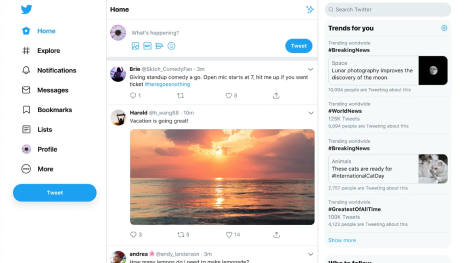 Home
Explore
Notifications
Messages
Bookmarks
Lists
Profile
More
Tweet
Home
What's happening?
Tweet
Brie @Sktch_ComedyFan · 3m
Giving standup comedy a go. Open mic starts at 7, hit me up if you want
ticket #heregoesnothing
1
8
Harold @h_wang88 · 10m
Vacation is going great!
3
5
14
andrea @andy_landerson · 3m
How many lemons do I need to make lemonade?
Search Twitter
Trends for you
Trending worldwide
#BreakingNews
Space
Lunar photography improves the
discovery of the moon
10,094 people are Tweeting about this
Trending worldwide
#WorldNews
125K Tweets
5,094 people are Tweeting about this
Trending worldwide
#BreakingNews
Animals
These cats are ready for
#InternationalCatDay
2,757 people are Tweeting about this
Trending worldwide
#GreatestOfAllTime
100K Tweets
4,123 people are Tweeting about this
Show more
Who to follow